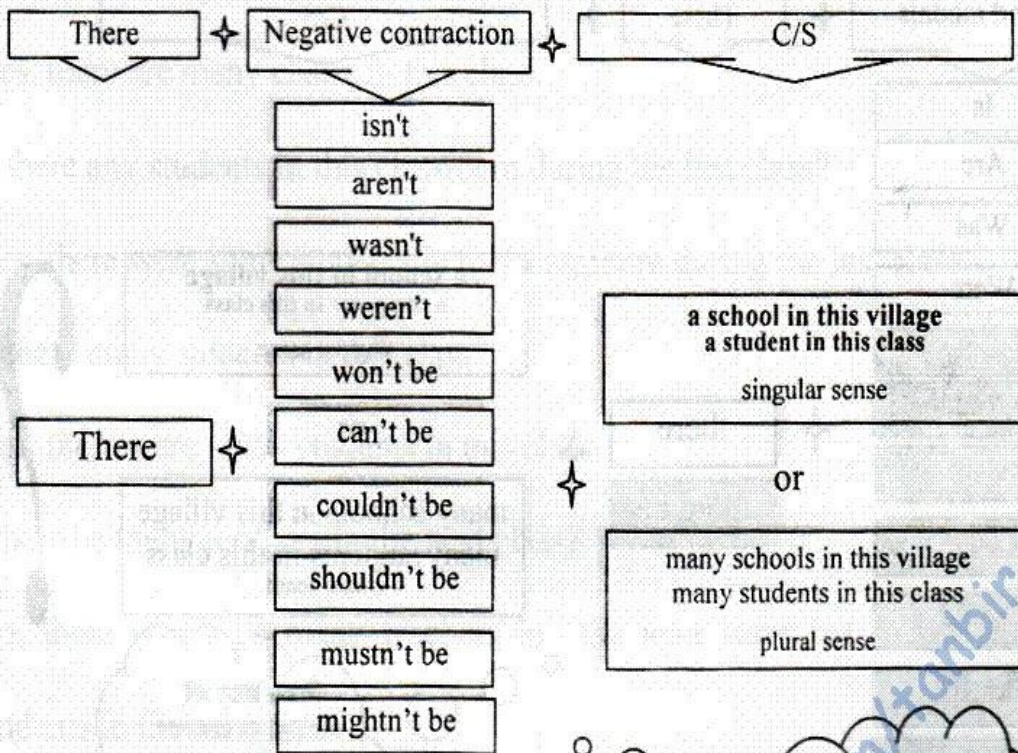 There Negative contraction C/S
isn't
aren't
wasn't
weren't
won't be
can't be
couldn't be
shouldn't be
mustn't be
mightn't be
There
a school in this village
a student in this class
singular sense
or
many schools in this village
many students in this class
plural sense
/tanbir